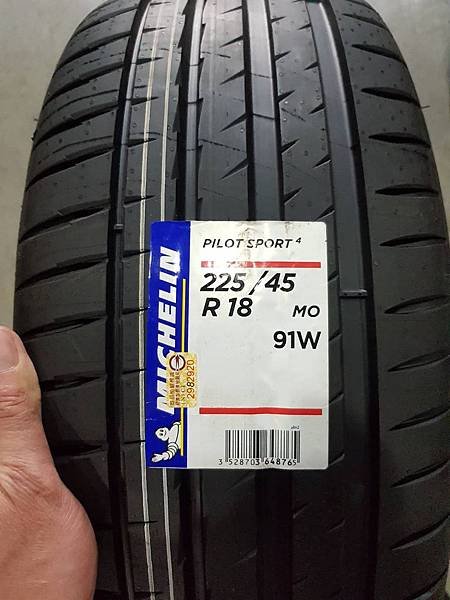 MICHELIN
PILOT SPORT 4
225/45
R 18 MO
91W
2982920
3 528703 648765